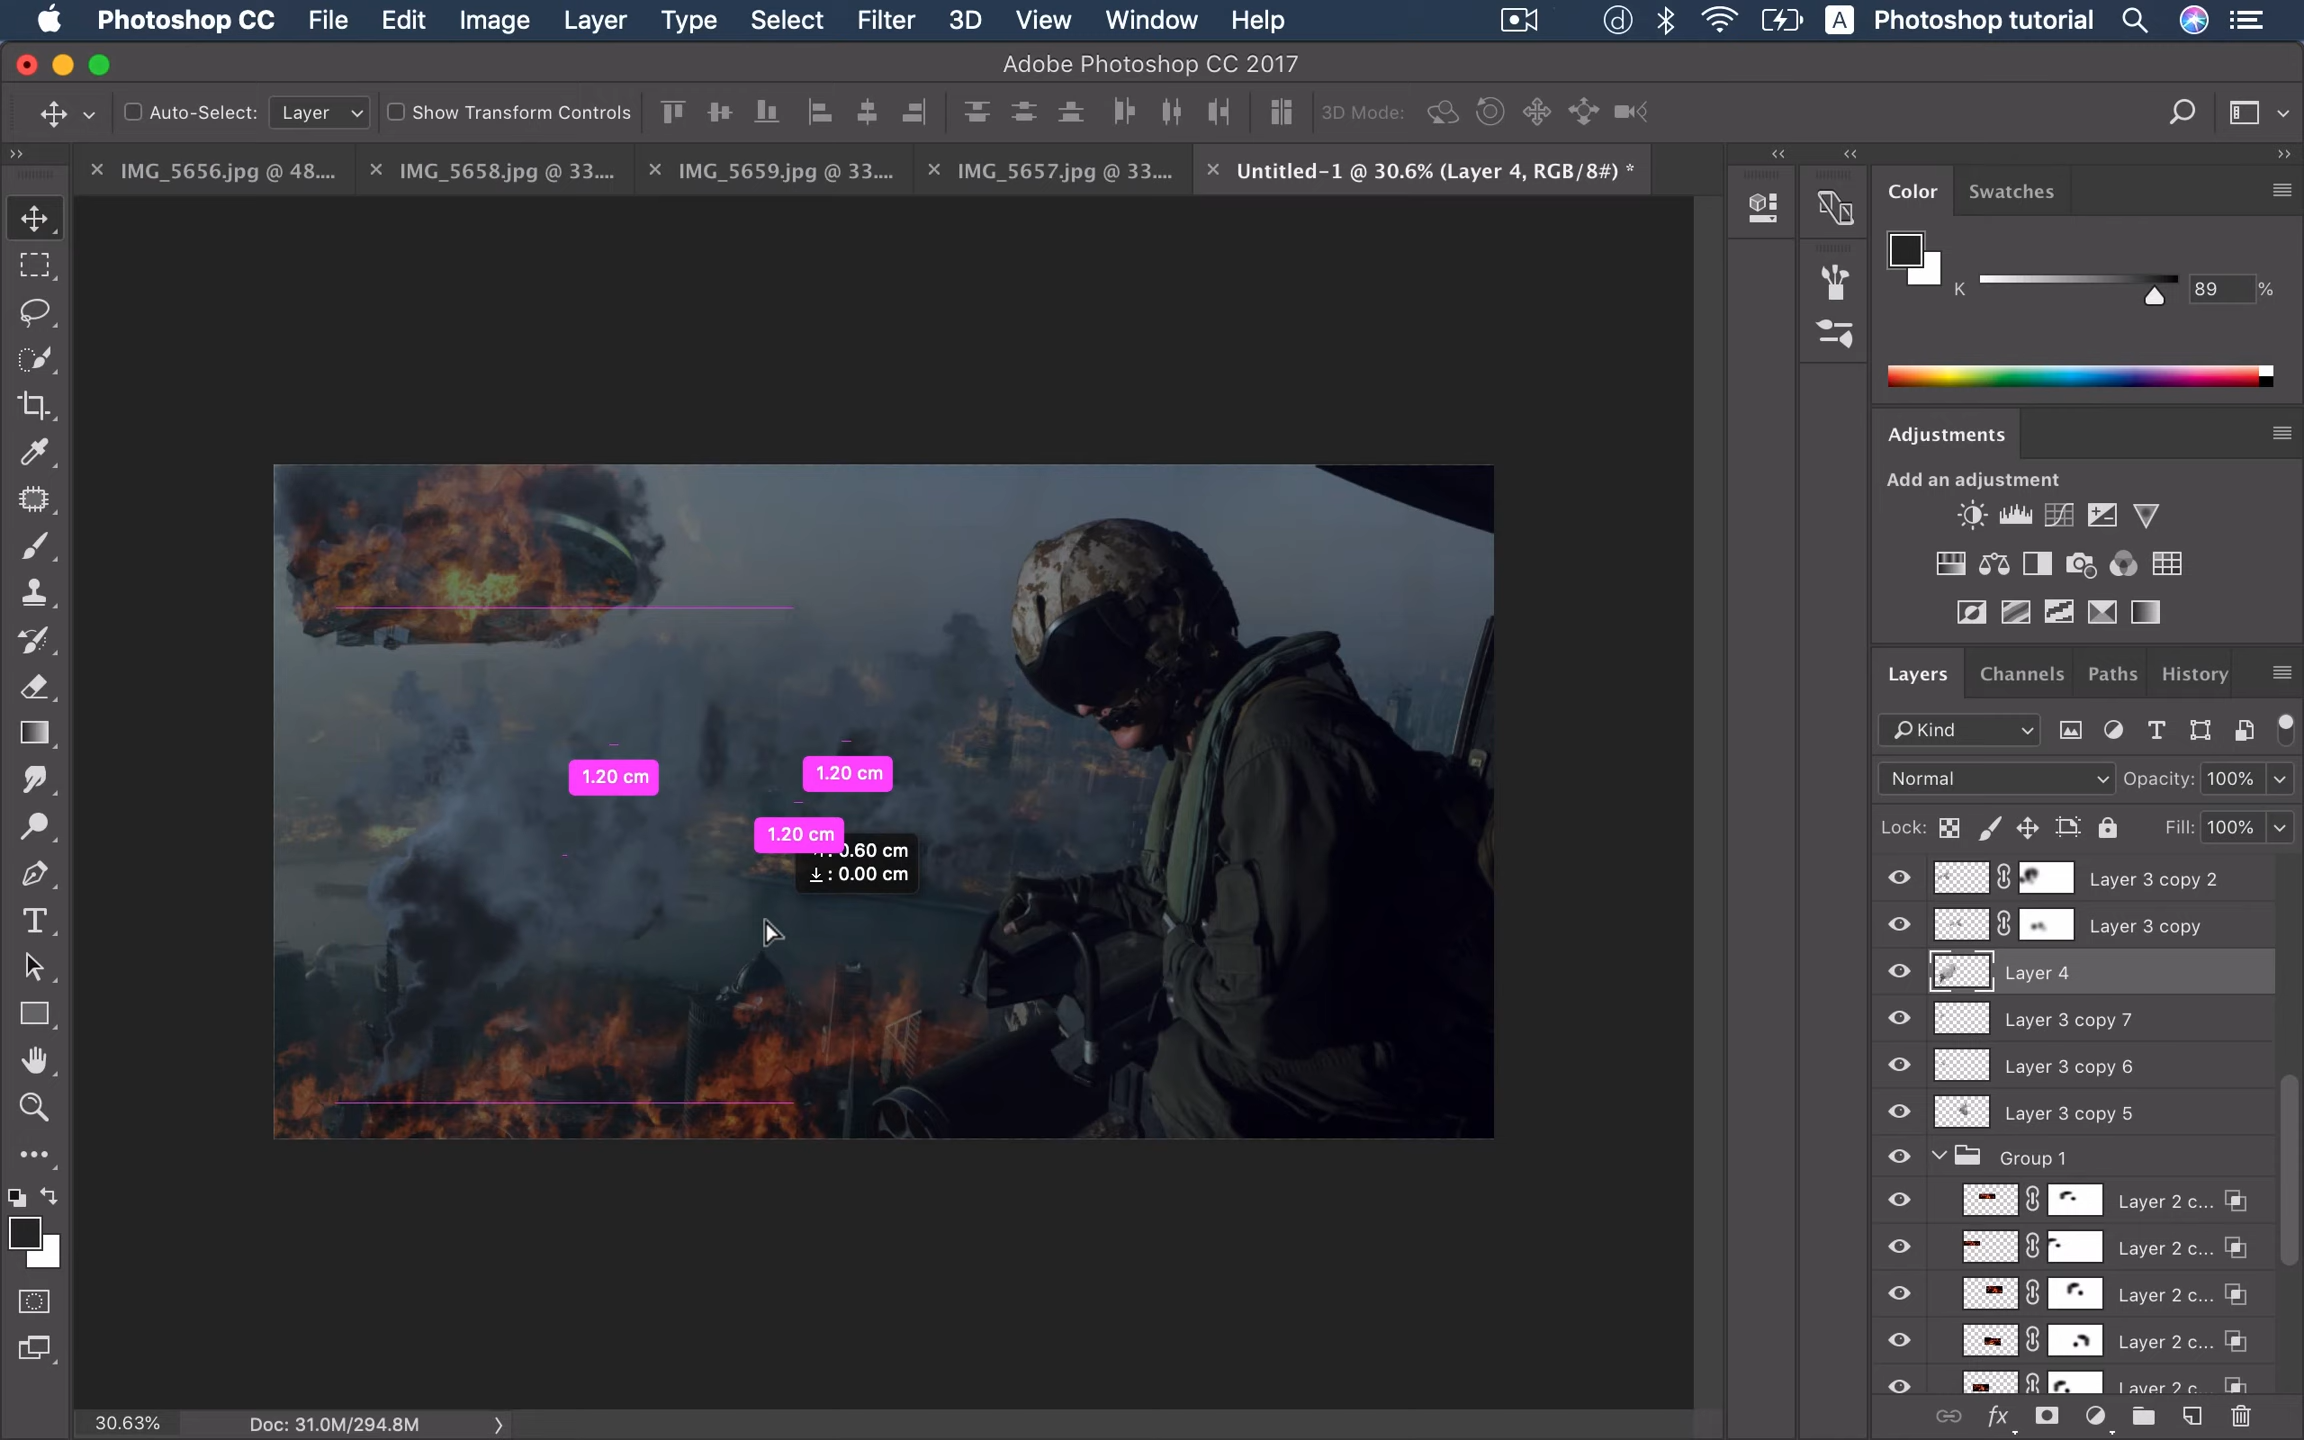 Photoshop CC File Edit Image Layer Type Select Filter 3D View Window Help A Photoshop tutorial
Adobe Photoshop CC 2017
Auto-Select: Layer Show Transform Controls 3D Mode:
IMG_5656.jpg @ 48.... IMG_5658.jpg @ 33.... IMG_5659.jpg @ 33.... IMG_5657.jpg @ 33.... Untitled-1 @ 30.6% (Layer 4, RGB/8#) *
Color Swatches
K 89 %
Adjustments
Add an adjustment
Layers Channels Paths History
Kind
Normal Opacity: 100%
Lock: Fill: 100%
Layer 3 copy 2
Layer 3 copy
Layer 4
Layer 3 copy 7
Layer 3 copy 6
Layer 3 copy 5
Group 1
Layer 2 c...
Layer 2 c...
Layer 2 c...
Layer 2 c...
Layer 2 c...
fx
1.20 cm 1.20 cm
1.20 cm
: 0.60 cm
: 0.00 cm
30.63% Doc: 31.0M/294.8M